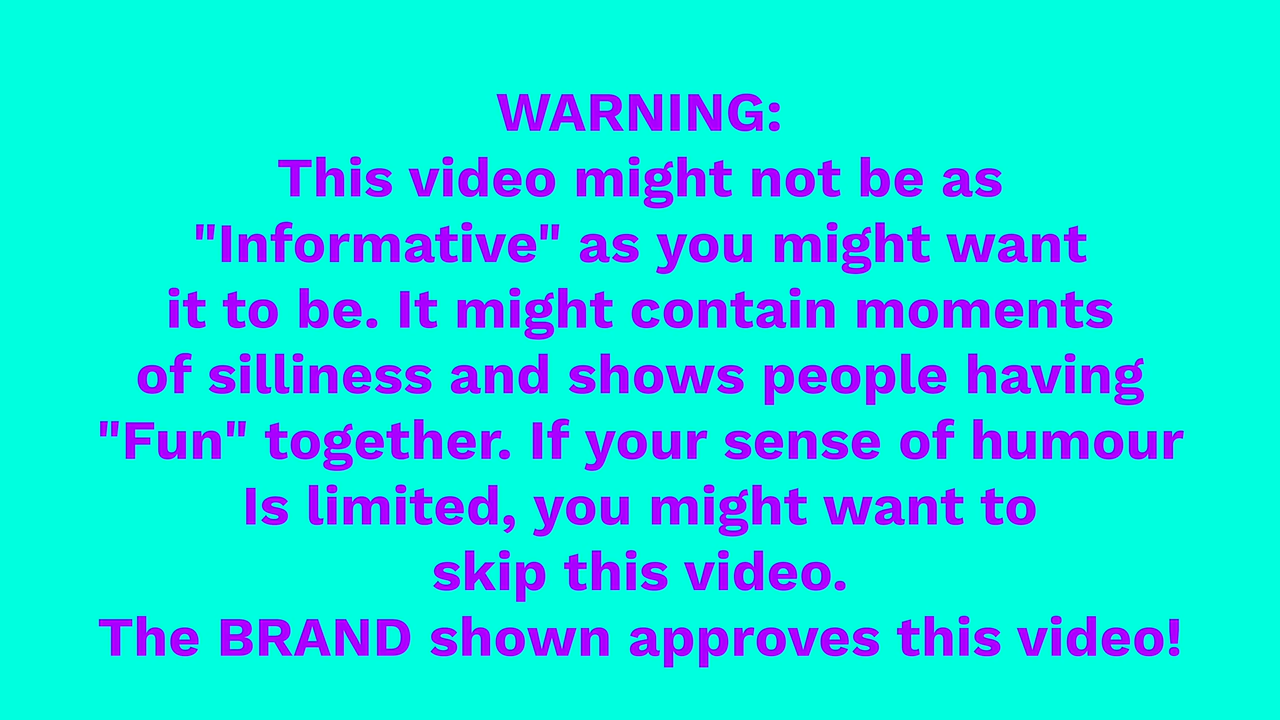 WARNING:
This video might not be as
"Informative" as you might want
it to be. It might contain moments
of silliness and shows people having
"Fun" together. If your sense of humour
Is limited, you might want to
skip this video.
The BRAND shown approves this video!